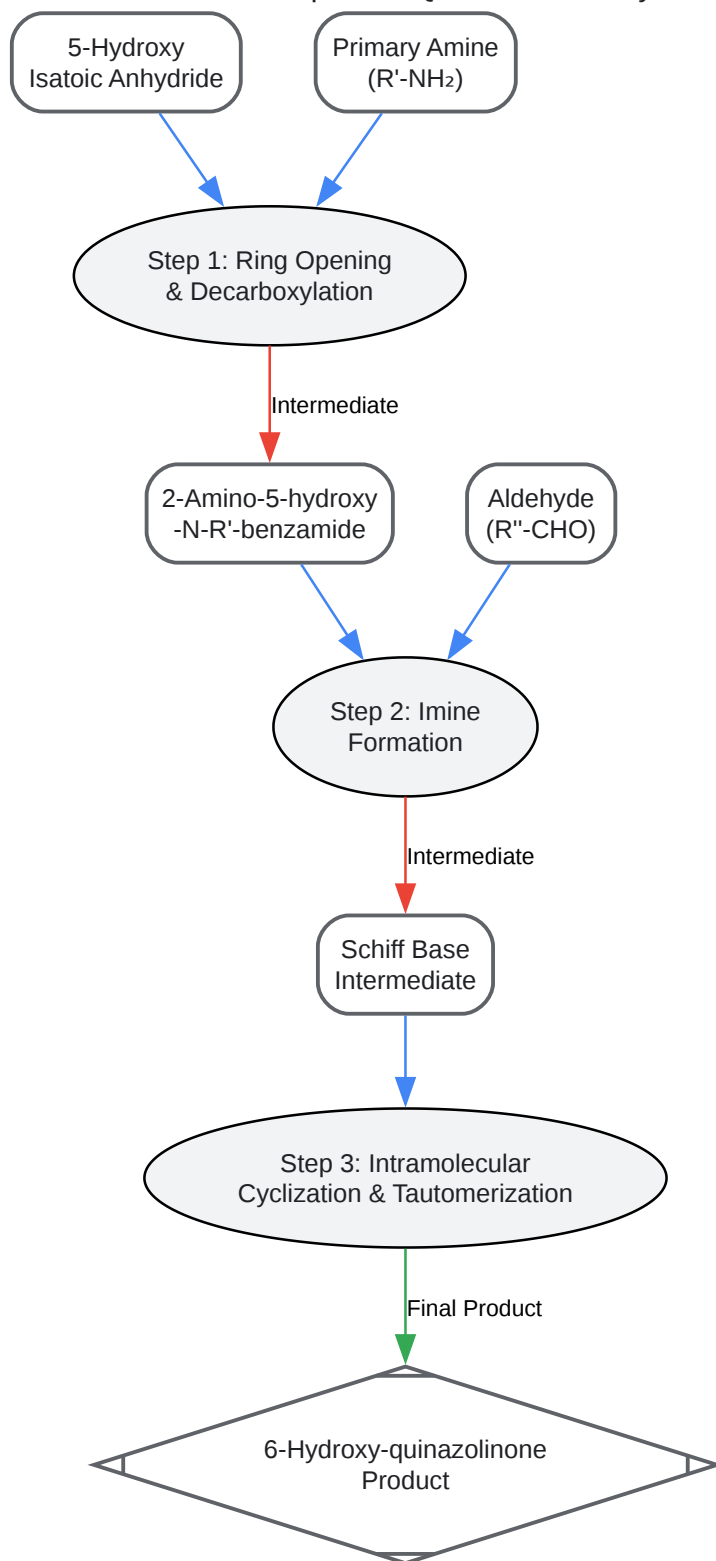 5-Hydroxy
Isatoic Anhydride
Primary Amine
(R'-NH₂)
Step 1: Ring Opening
& Decarboxylation
Intermediate
2-Amino-5-hydroxy
-N-R'-benzamide
Aldehyde
(R''-CHO)
Step 2: Imine
Formation
Intermediate
Schiff Base
Intermediate
Step 3: Intramolecular
Cyclization & Tautomerization
Final Product
6-Hydroxy-quinazolinone
Product